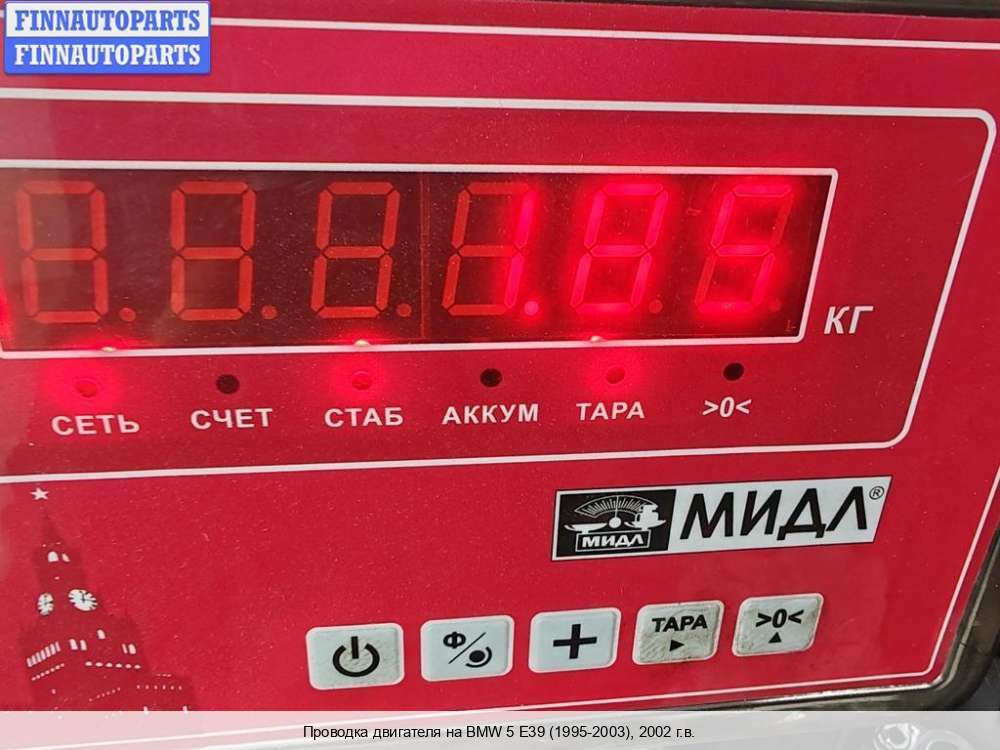 FINNAUTOPARTS
FINNAUTOPARTS
КГ
СЕТЬ СЧЕТ СТАБ АККУМ ТАРА >0<
МИДЛ МИДЛ®
Ф ТАРА >0<
Проводка двигателя на BMW 5 E39 (1995-2003), 2002 г.в.